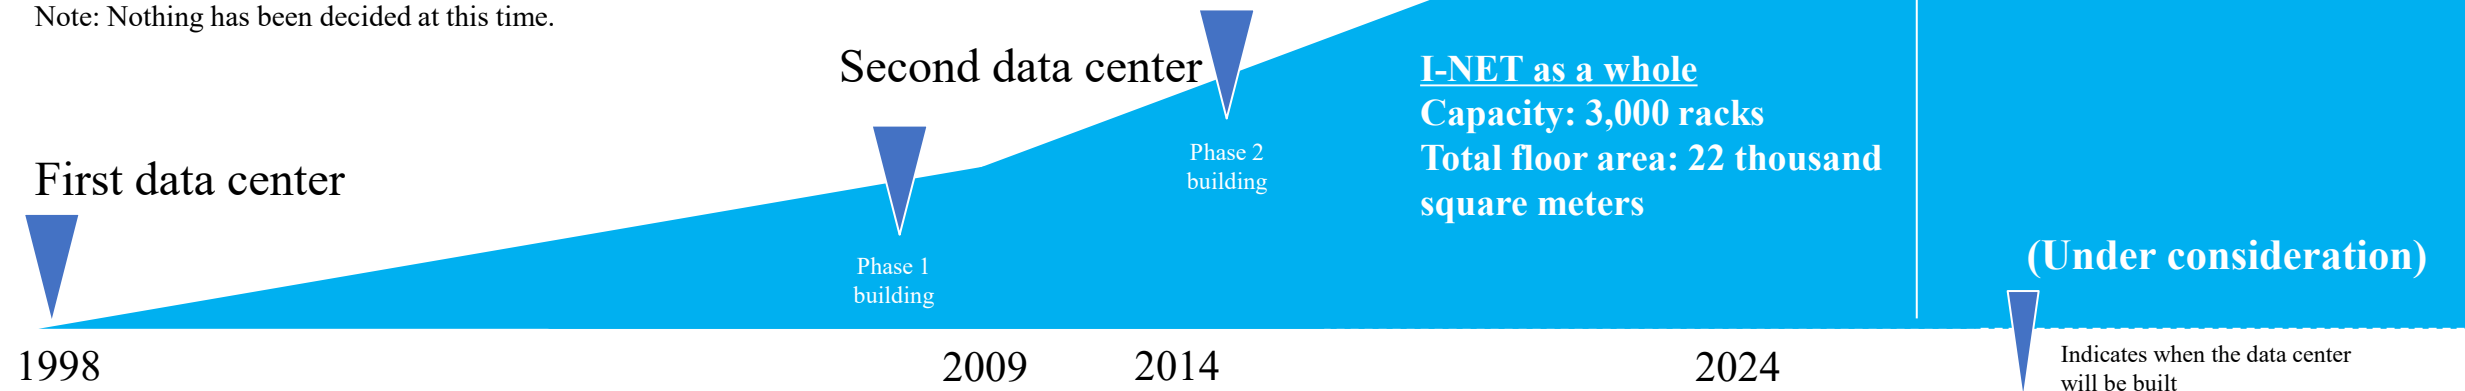 Note: Nothing has been decided at this time.
Second data center
I-NET as a whole
Capacity: 3,000 racks
Total floor area: 22 thousand
square meters
First data center
Phase 2
building
Phase 1
building
(Under consideration)
1998
2009
2014
2024
Indicates when the data center
will be built